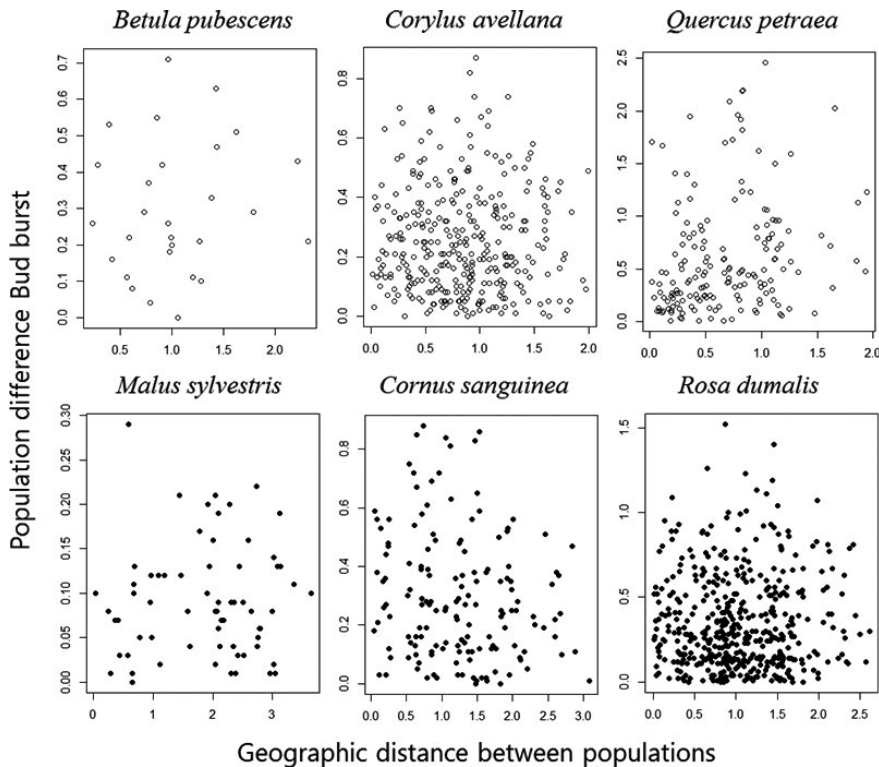 Betula pubescens Corylus avellana Quercus petraea
0.0 0.1 0.2 0.3 0.4 0.5 0.6 0.7
0.5 1.0 1.5 2.0
0.0 0.2 0.4 0.6 0.8
0.0 0.5 1.0 1.5 2.0
0.0 0.5 1.0 1.5 2.0 2.5
0.0 0.5 1.0 1.5 2.0
Population difference Bud burst
Malus sylvestris Cornus sanguinea Rosa dumalis
0.00 0.05 0.10 0.15 0.20 0.25 0.30
0 1 2 3
0.0 0.2 0.4 0.6 0.8
0.0 0.5 1.0 1.5 2.0 2.5 3.0
0.0 0.5 1.0 1.5
0.0 0.5 1.0 1.5 2.0 2.5
Geographic distance between populations